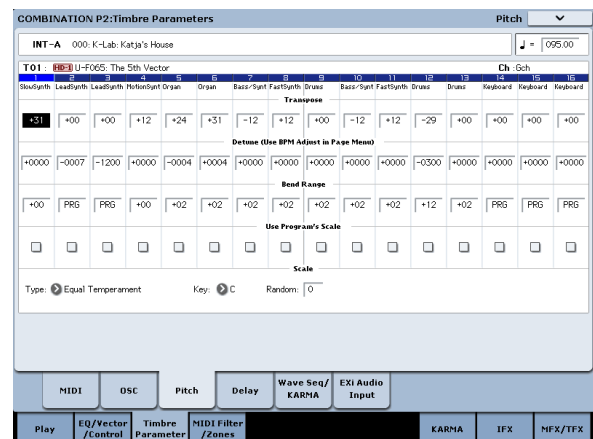 COMBINATION P2:Timbre Parameters Pitch
INT-A 000: K-Lab: Katja's House ♩ = 095.00
T01 : HD-1 U-F065: The 5th Vector Ch :Gch
1 2 3 4 5 6 7 8 9 10 11 12 13 14 15 16
SlowSynth LeadSynth LeadSynth MotionSynt Organ Organ Bass/Synt FastSynth Drums Bass/Synt FastSynth Drums Drums Keyboard Keyboard Keyboard
Transpose
+31 +00 +00 +12 +24 +31 -12 +12 +00 -12 +12 -29 +00 +00 +00 +00
Detune (Use BPM Adjust in Page Menu)
+0000 -0007 -1200 +0000 -0004 +0004 +0000 +0000 +0000 +0000 +0000 -0300 +0000 +0000 +0000 +0000
Bend Range
+00 PRG PRG +00 +02 +02 +02 +02 +02 +02 +02 +12 +02 PRG PRG PRG
Use Program's Scale
Scale
Type: Equal Temperament Key: C Random: 0
MIDI OSC Pitch Delay Wave Seq/ KARMA EXi Audio Input
Play EQ/Vector /Control Timbre Parameter MIDI Filter /Zones KARMA IFX MFX/TFX